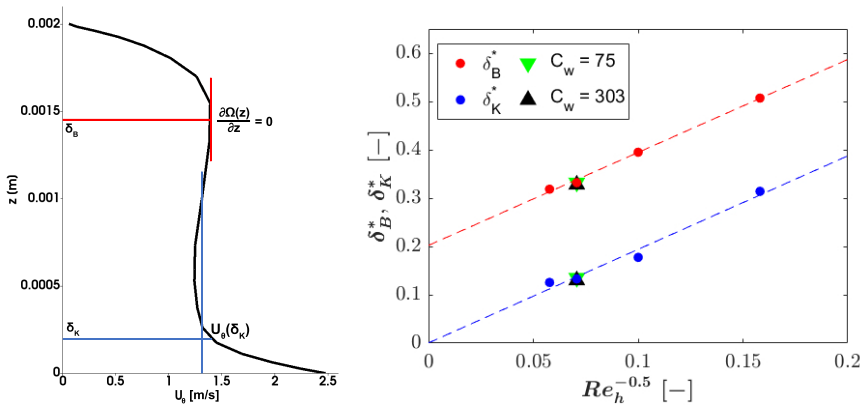 0.002
0.0015
0.001
0.0005
0
z (m)
δB
∂Ω(z)
∂z
= 0
δK
Uθ(δK)
0
0.5
1
1.5
2
2.5
Uθ [m/s]
0.6
0.5
0.4
0.3
0.2
0.1
0
δ*B, δ*K [−]
δ*B
Cw = 75
δ*K
Cw = 303
0
0.05
0.1
0.15
0.2
Reh−0.5 [−]